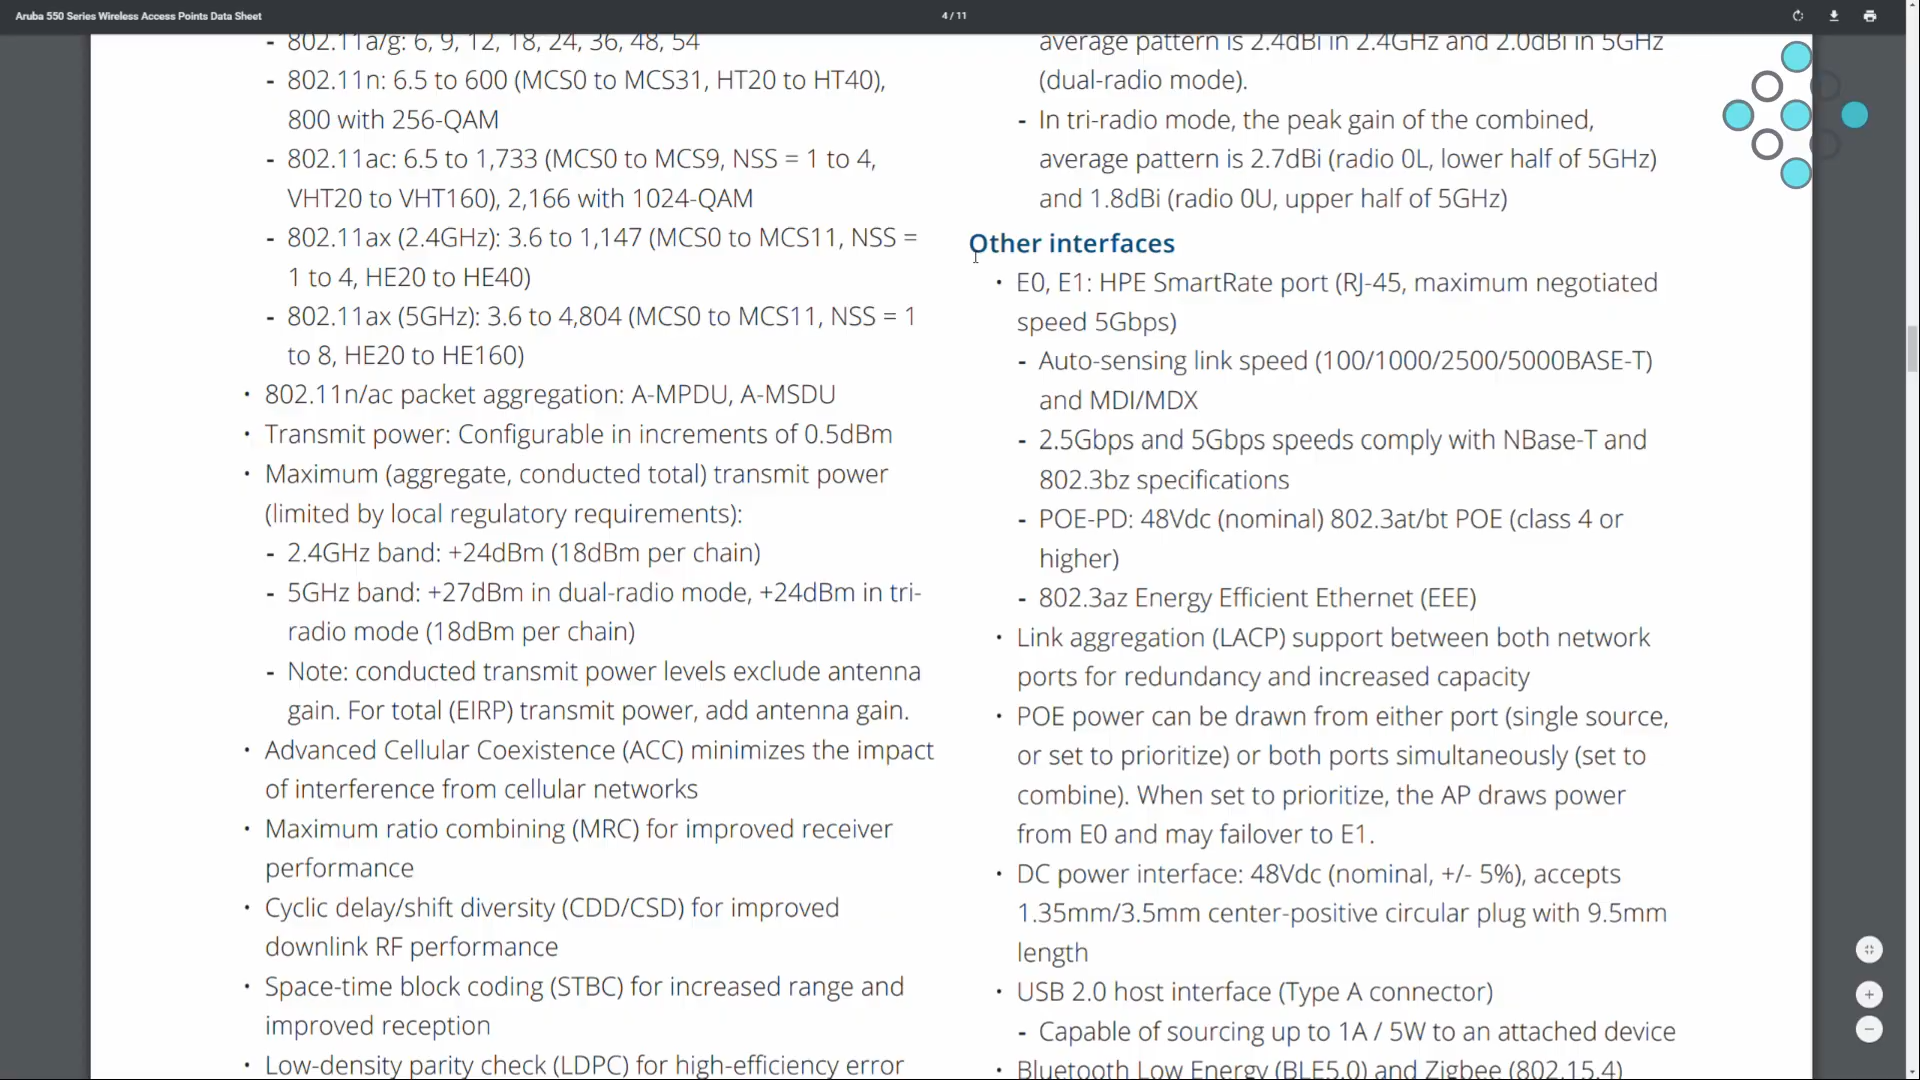 Aruba 550 Series Wireless Access Points Data Sheet
4 / 11
- 802.11a/g: 6, 9, 12, 18, 24, 36, 48, 54
- 802.11n: 6.5 to 600 (MCS0 to MCS31, HT20 to HT40),
800 with 256-QAM
- 802.11ac: 6.5 to 1,733 (MCS0 to MCS9, NSS = 1 to 4,
VHT20 to VHT160), 2,166 with 1024-QAM
- 802.11ax (2.4GHz): 3.6 to 1,147 (MCS0 to MCS11, NSS =
1 to 4, HE20 to HE40)
- 802.11ax (5GHz): 3.6 to 4,804 (MCS0 to MCS11, NSS = 1
to 8, HE20 to HE160)
• 802.11n/ac packet aggregation: A-MPDU, A-MSDU
• Transmit power: Configurable in increments of 0.5dBm
• Maximum (aggregate, conducted total) transmit power
(limited by local regulatory requirements):
- 2.4GHz band: +24dBm (18dBm per chain)
- 5GHz band: +27dBm in dual-radio mode, +24dBm in tri-
radio mode (18dBm per chain)
- Note: conducted transmit power levels exclude antenna
gain. For total (EIRP) transmit power, add antenna gain.
• Advanced Cellular Coexistence (ACC) minimizes the impact
of interference from cellular networks
• Maximum ratio combining (MRC) for improved receiver
performance
• Cyclic delay/shift diversity (CDD/CSD) for improved
downlink RF performance
• Space-time block coding (STBC) for increased range and
improved reception
• Low-density parity check (LDPC) for high-efficiency error
average pattern is 2.4dBi in 2.4GHz and 2.0dBi in 5GHz
(dual-radio mode).
- In tri-radio mode, the peak gain of the combined,
average pattern is 2.7dBi (radio 0L, lower half of 5GHz)
and 1.8dBi (radio 0U, upper half of 5GHz)
Other interfaces
• E0, E1: HPE SmartRate port (RJ-45, maximum negotiated
speed 5Gbps)
- Auto-sensing link speed (100/1000/2500/5000BASE-T)
and MDI/MDX
- 2.5Gbps and 5Gbps speeds comply with NBase-T and
802.3bz specifications
- POE-PD: 48Vdc (nominal) 802.3at/bt POE (class 4 or
higher)
- 802.3az Energy Efficient Ethernet (EEE)
• Link aggregation (LACP) support between both network
ports for redundancy and increased capacity
• POE power can be drawn from either port (single source,
or set to prioritize) or both ports simultaneously (set to
combine). When set to prioritize, the AP draws power
from E0 and may failover to E1.
• DC power interface: 48Vdc (nominal, +/- 5%), accepts
1.35mm/3.5mm center-positive circular plug with 9.5mm
length
• USB 2.0 host interface (Type A connector)
- Capable of sourcing up to 1A / 5W to an attached device
• Bluetooth Low Energy (BLE5.0) and Zigbee (802.15.4)